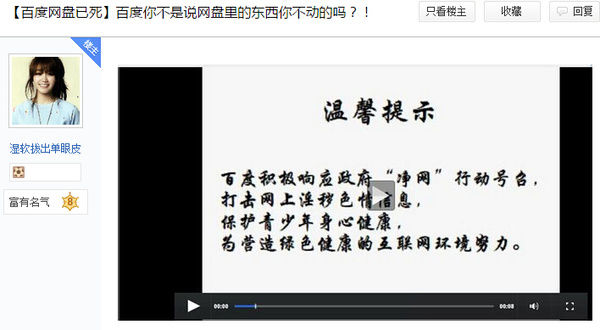 【百度网盘已死】百度你不是说网盘里的东西你不动的吗？！
只看楼主
收藏
回复
楼主
温馨提示
百度积极响应政府“净网”行动号召，
打击网上淫秽色情信息，
保护青少年身心健康，
为营造绿色健康的互联网环境努力。
湿软拔出单眼皮
富有名气
8
00:00
00:08